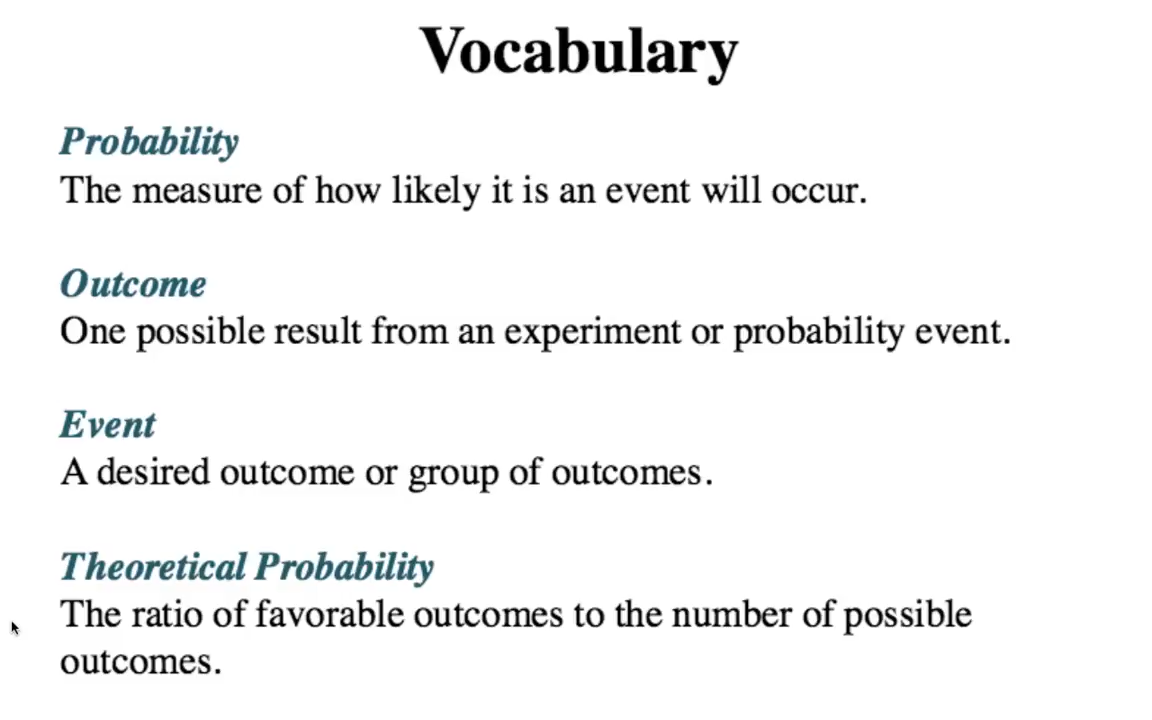 Vocabulary
Probability
The measure of how likely it is an event will occur.
Outcome
One possible result from an experiment or probability event.
Event
A desired outcome or group of outcomes.
Theoretical Probability
The ratio of favorable outcomes to the number of possible
outcomes.